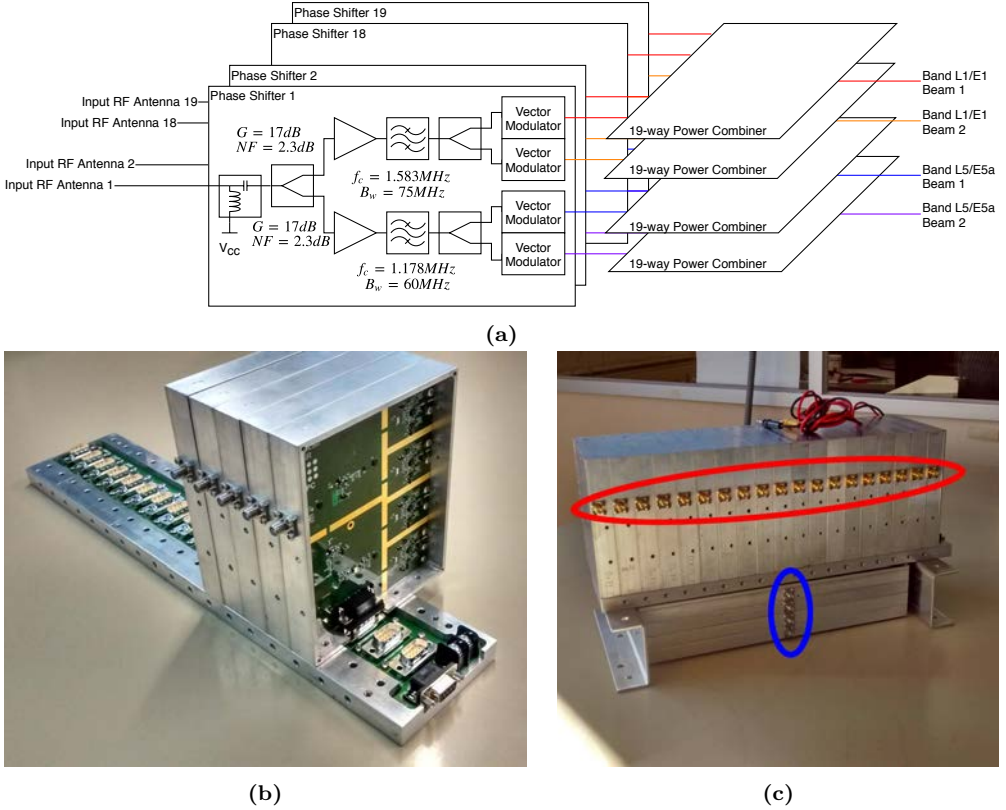 Phase Shifter 19
Phase Shifter 18
Phase Shifter 2
Phase Shifter 1
Input RF Antenna 19
Input RF Antenna 18
Input RF Antenna 2
Input RF Antenna 1
G = 17dB
NF = 2.3dB
f_c = 1.583MHz
B_w = 75MHz
Vector
Modulator
Vector
Modulator
V_CC
G = 17dB
NF = 2.3dB
f_c = 1.178MHz
B_w = 60MHz
Vector
Modulator
Vector
Modulator
19-way Power Combiner
19-way Power Combiner
19-way Power Combiner
19-way Power Combiner
Band L1/E1
Beam 1
Band L1/E1
Beam 2
Band L5/E5a
Beam 1
Band L5/E5a
Beam 2
(a)
(b)
(c)